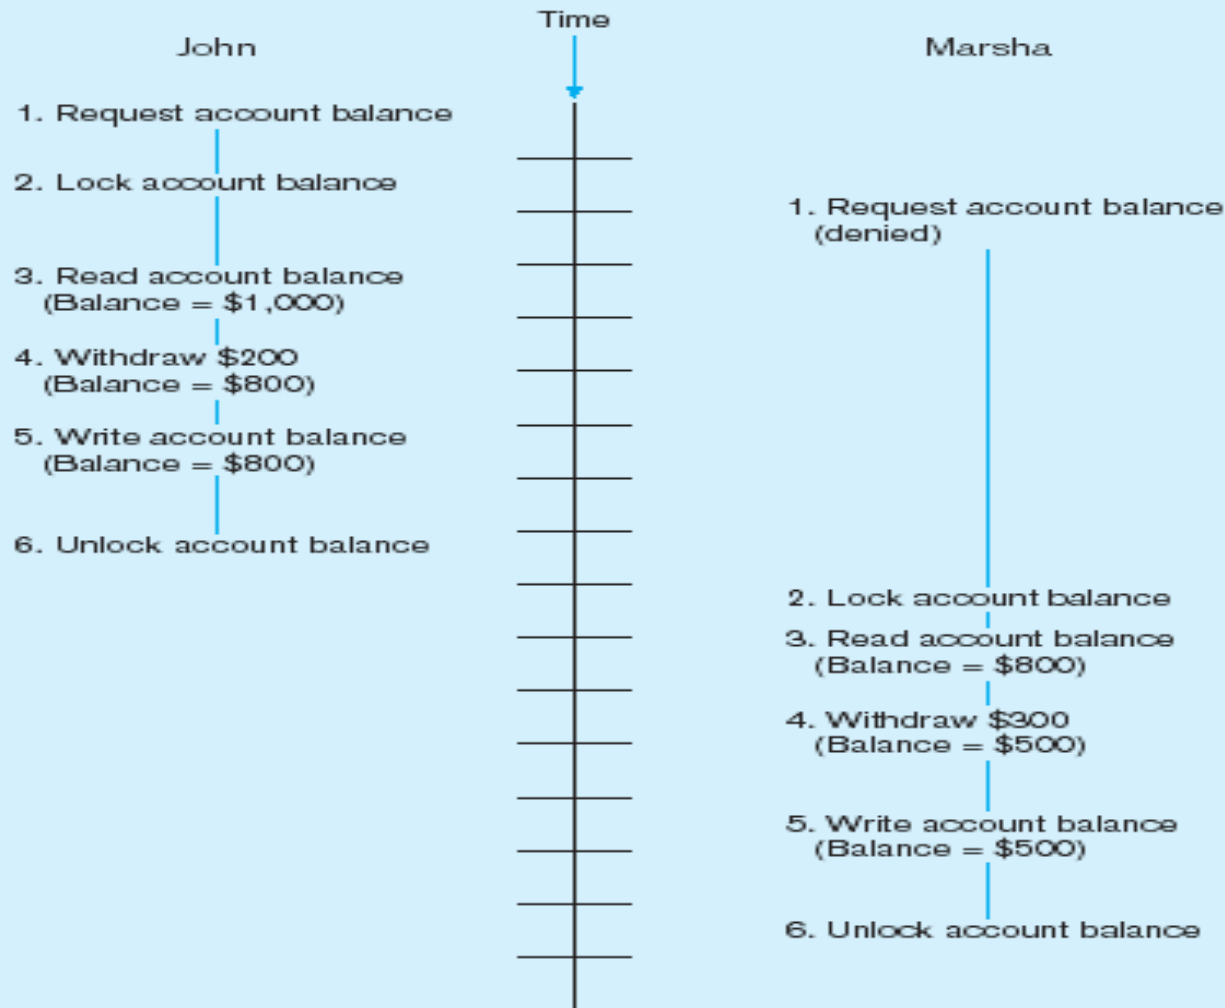 Time
John
Marsha
1. Request account balance
2. Lock account balance
1. Request account balance
(denied)
3. Read account balance
(Balance = $1,000)
4. Withdraw $200
(Balance = $800)
5. Write account balance
(Balance = $800)
6. Unlock account balance
2. Lock account balance
3. Read account balance
(Balance = $800)
4. Withdraw $300
(Balance = $500)
5. Write account balance
(Balance = $500)
6. Unlock account balance